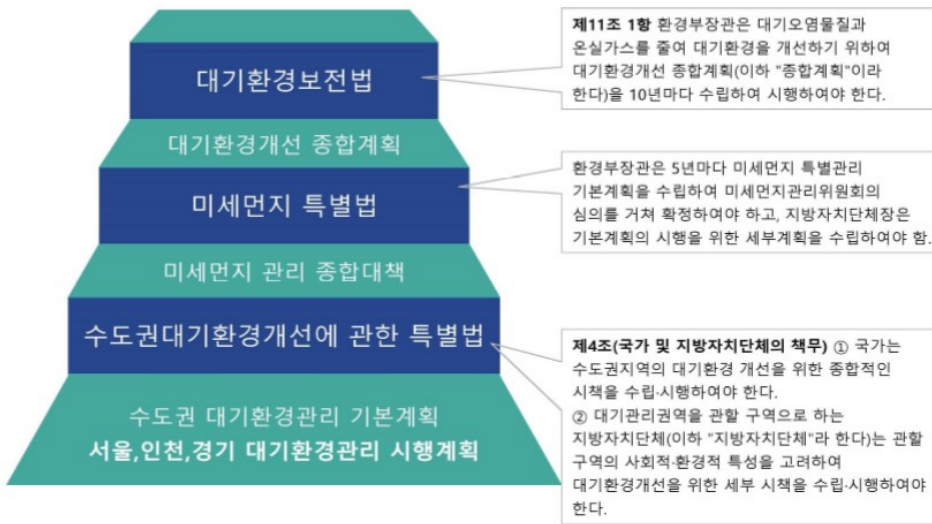 대기환경보전법
대기환경개선 종합계획
미세먼지 특별법
미세먼지 관리 종합대책
수도권대기환경개선에 관한 특별법
수도권 대기환경관리 기본계획
서울,인천,경기 대기환경관리 시행계획
제11조 1항 환경부장관은 대기오염물질과
온실가스를 줄여 대기환경을 개선하기 위하여
대기환경개선 종합계획(이하 "종합계획"이라
한다)을 10년마다 수립하여 시행하여야 한다.
환경부장관은 5년마다 미세먼지 특별관리
기본계획을 수립하여 미세먼지관리위원회의
심의를 거쳐 확정하여야 하고, 지방자치단체장은
기본계획의 시행을 위한 세부계획을 수립하여야 함.
제4조(국가 및 지방자치단체의 책무) ① 국가는
수도권지역의 대기환경 개선을 위한 종합적인
시책을 수립·시행하여야 한다.
② 대기관리권역을 관할 구역으로 하는
지방자치단체(이하 "지방자치단체"라 한다)는 관할
구역의 사회적·환경적 특성을 고려하여
대기환경개선을 위한 세부 시책을 수립·시행하여야
한다.